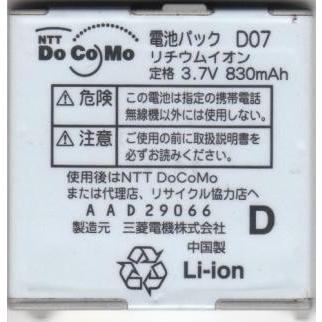 NTT
DoCoMo
電池パック D07
リチウムイオン
定格 3.7V 830mAh
危険
この電池は指定の携帯電話
無線機以外には使用しない。
注意
ご使用の前に取扱説明書を
お読みください。
使用後はNTT DoCoMo
または代理店、リサイクル協力店へ
AAD29066
D
製造元 三菱電機株式会社
中国製
Li-ion